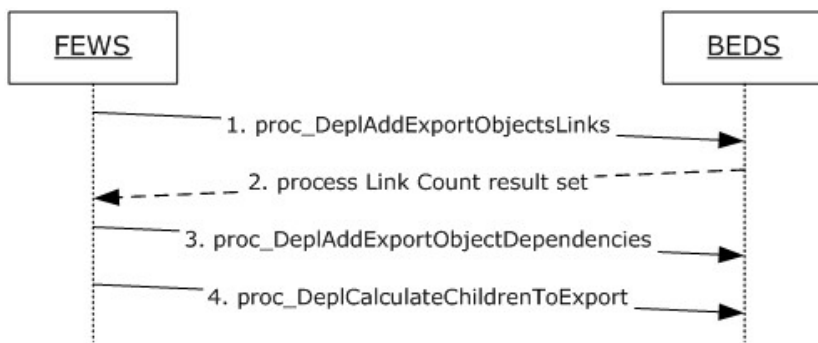 FEWS
BEDS
1. proc_DeplAddExportObjectsLinks
2. process Link Count result set
3. proc_DeplAddExportObjectDependencies
4. proc_DeplCalculateChildrenToExport